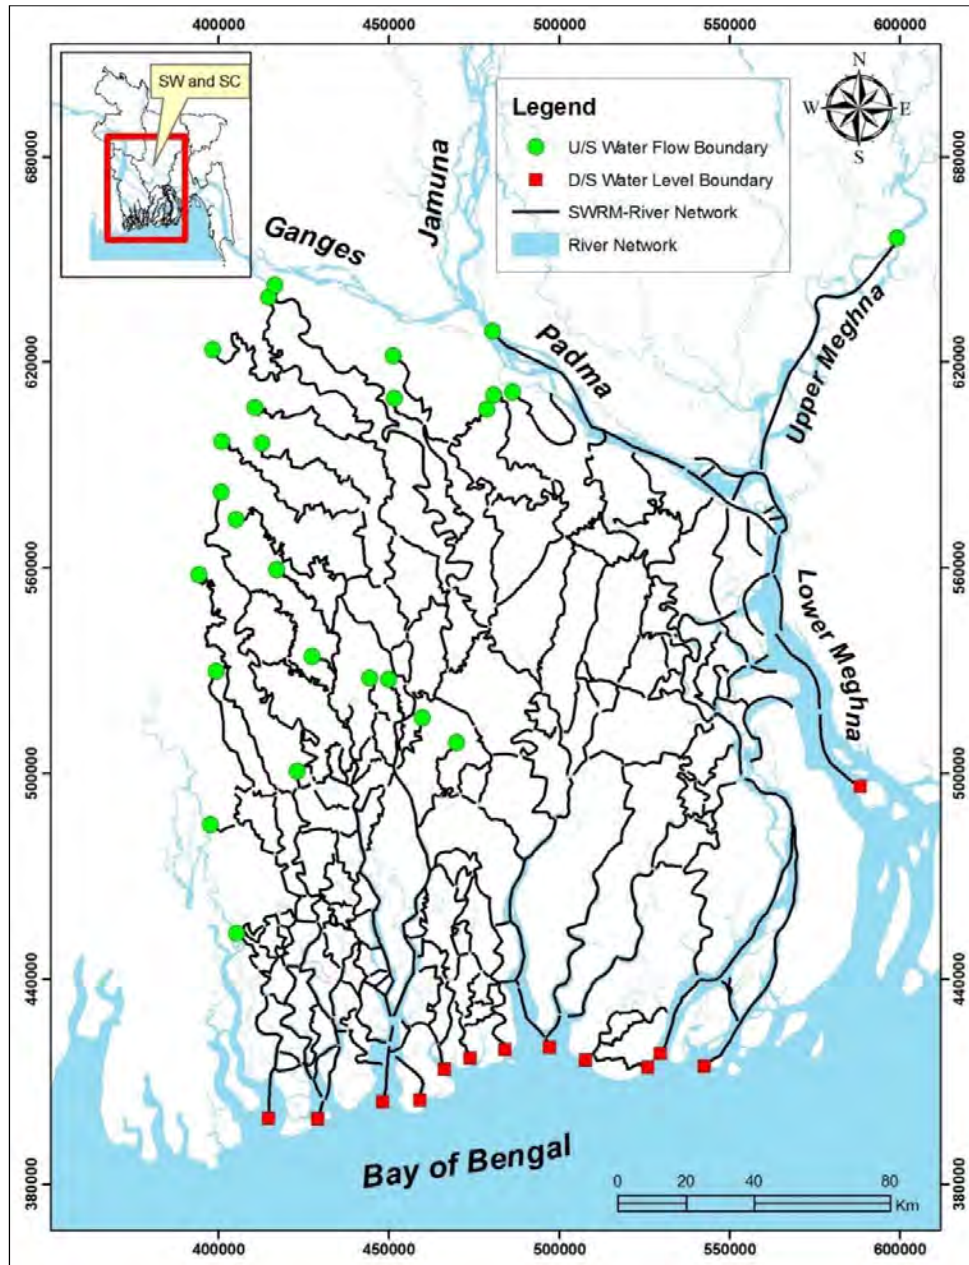 400000 450000 500000 550000 600000
SW and SC
N
W E
S
Legend
U/S Water Flow Boundary
D/S Water Level Boundary
SWRM-River Network
River Network
680000
680000
Jamuna
Ganges
Padma
Upper Meghna
620000
620000
560000
560000
Lower Meghna
500000
500000
440000
440000
Bay of Bengal
380000
380000
0 20 40 80
Km
400000 450000 500000 550000 600000